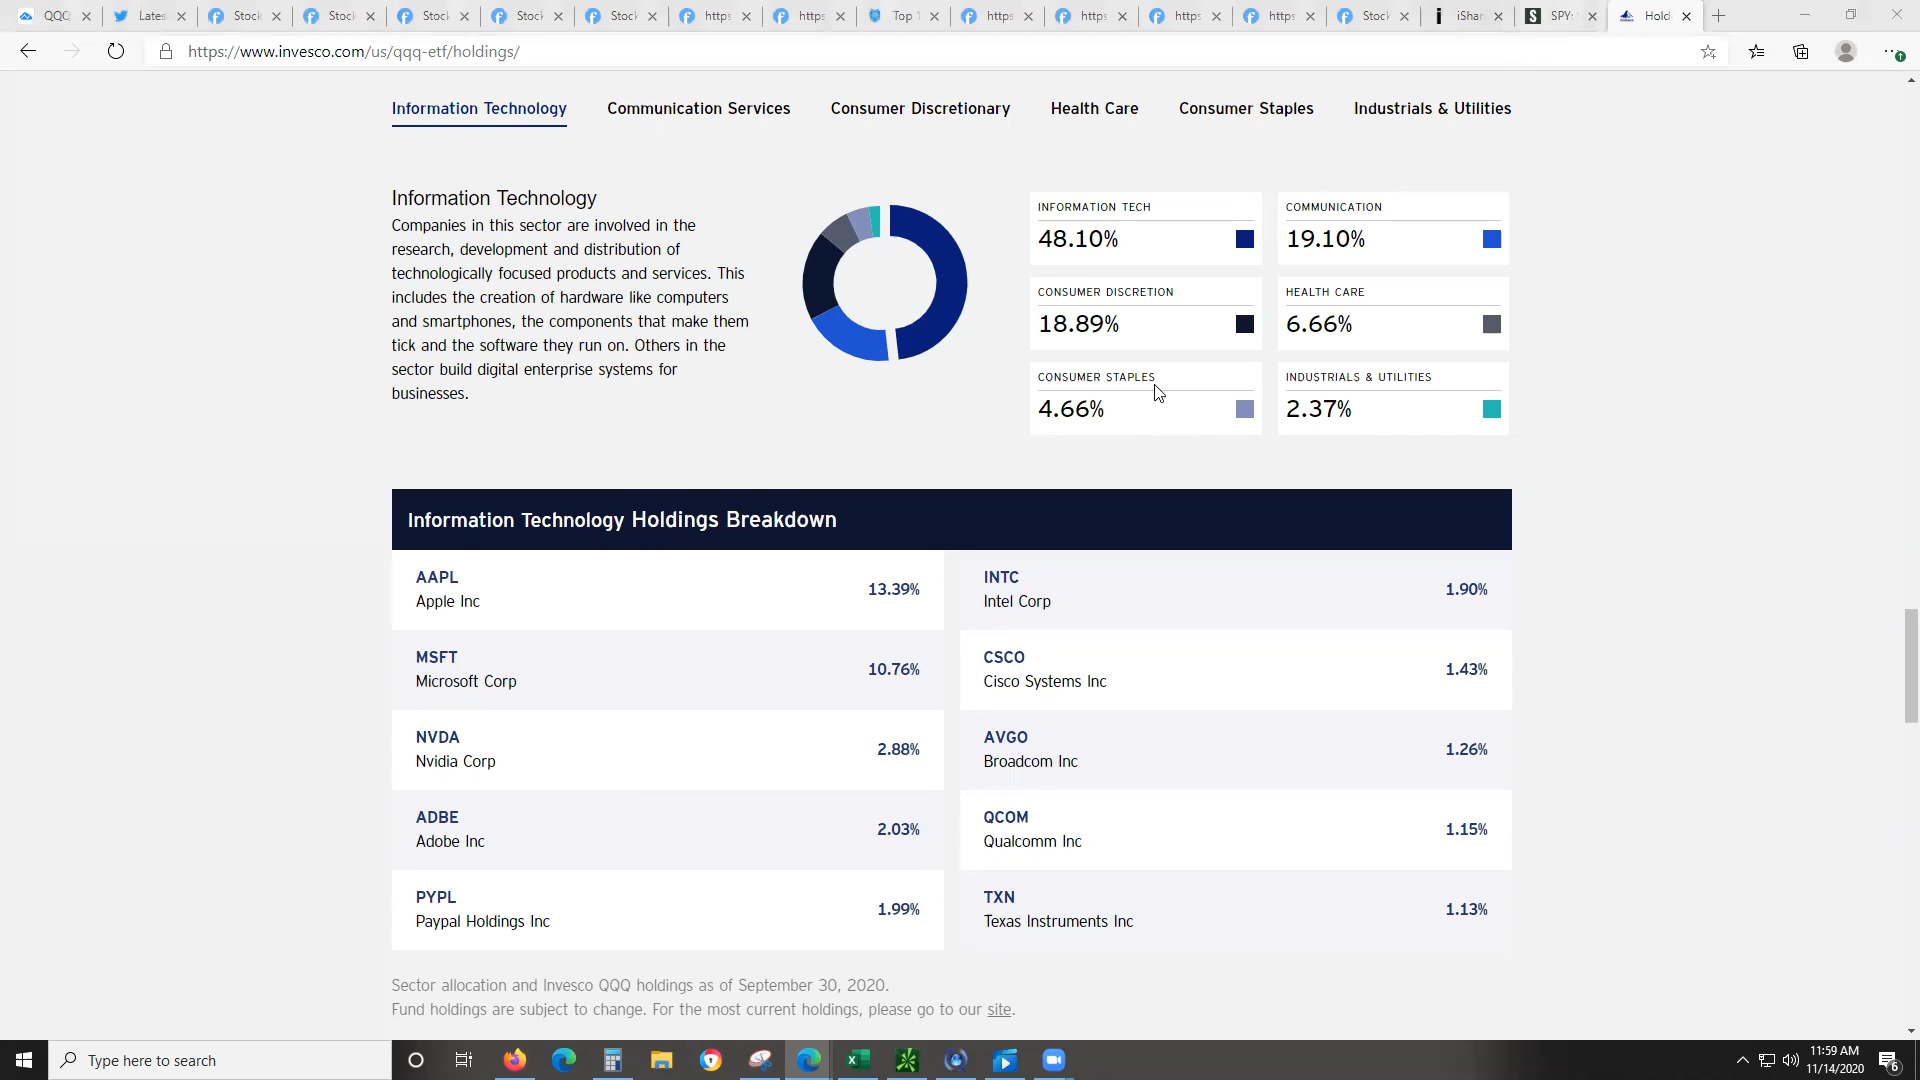 QQQ
Lates
Stock
Stock
Stock
Stock
Stock
https
https
Top 1
https
https
https
https
Stock
iShar
SPY:
Holdi
https://www.invesco.com/us/qqq-etf/holdings/
Information Technology
Communication Services
Consumer Discretionary
Health Care
Consumer Staples
Industrials & Utilities
Information Technology
Companies in this sector are involved in the
research, development and distribution of
technologically focused products and services. This
includes the creation of hardware like computers
and smartphones, the components that make them
tick and the software they run on. Others in the
sector build digital enterprise systems for
businesses.
INFORMATION TECH
48.10%
COMMUNICATION
19.10%
CONSUMER DISCRETION
18.89%
HEALTH CARE
6.66%
CONSUMER STAPLES
4.66%
INDUSTRIALS & UTILITIES
2.37%
Information Technology Holdings Breakdown
AAPL
Apple Inc
13.39%
INTC
Intel Corp
1.90%
MSFT
Microsoft Corp
10.76%
CSCO
Cisco Systems Inc
1.43%
NVDA
Nvidia Corp
2.88%
AVGO
Broadcom Inc
1.26%
ADBE
Adobe Inc
2.03%
QCOM
Qualcomm Inc
1.15%
PYPL
Paypal Holdings Inc
1.99%
TXN
Texas Instruments Inc
1.13%
Sector allocation and Invesco QQQ holdings as of September 30, 2020.
Fund holdings are subject to change. For the most current holdings, please go to our site.
Type here to search
11:59 AM
11/14/2020
6